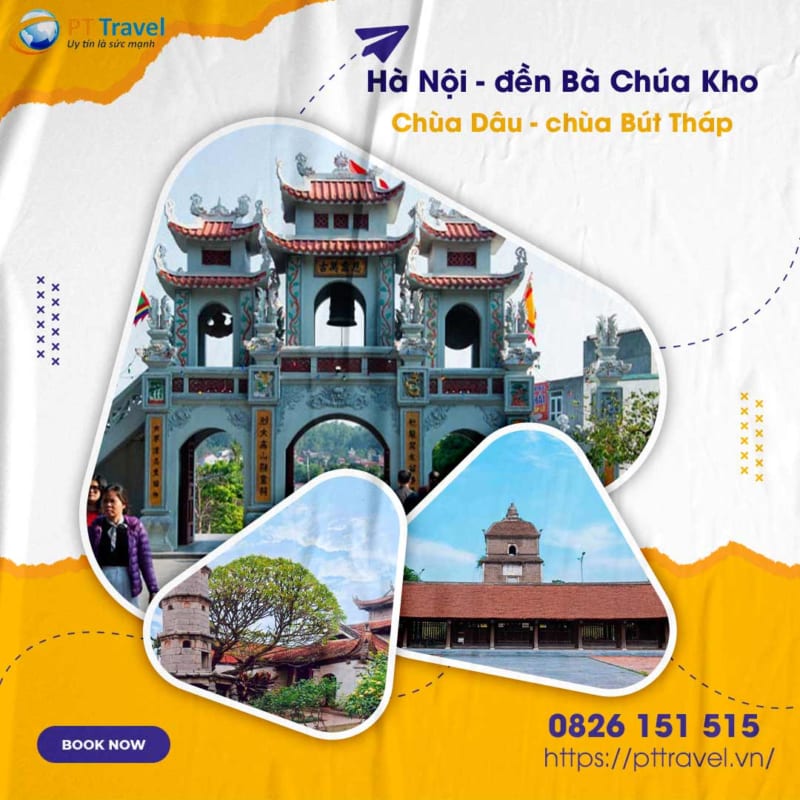 PT Travel
Uy tín là sức mạnh
Hà Nội - đền Bà Chúa Kho
Chùa Dâu - chùa Bút Tháp
BOOK NOW
0826 151 515
https://pttravel.vn/